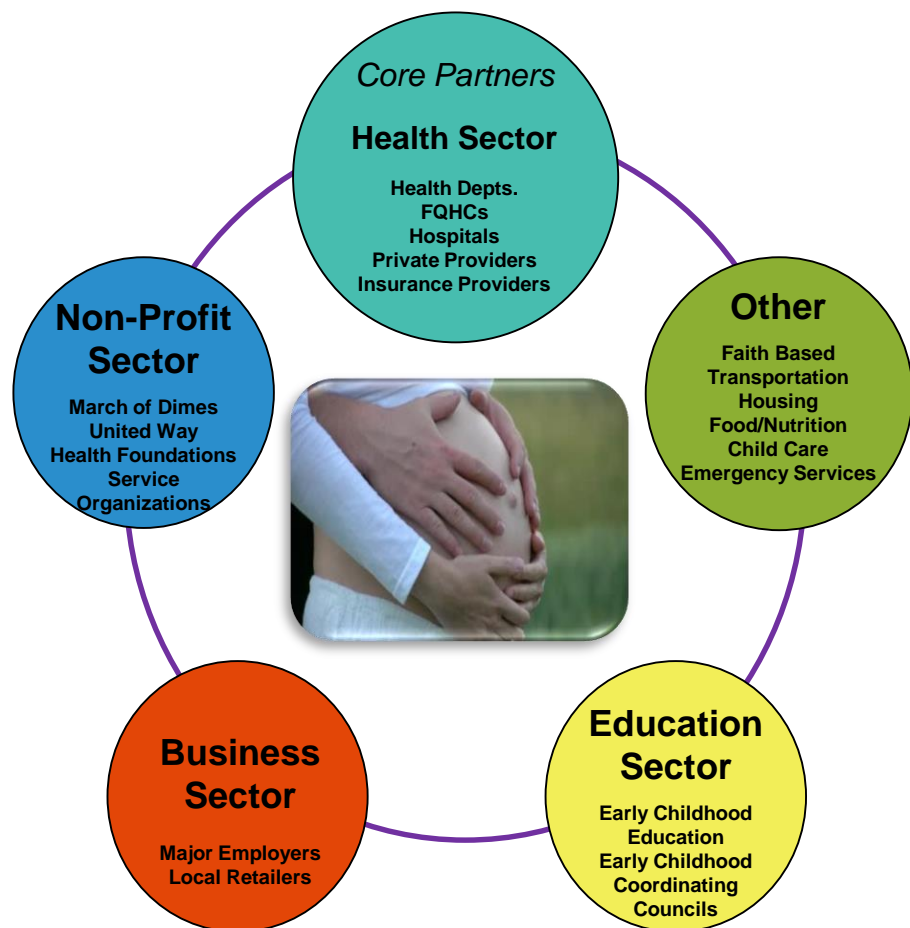 Core Partners
Health Sector
Health Depts.
FQHCs
Hospitals
Private Providers
Insurance Providers
Non-Profit
Sector
March of Dimes
United Way
Health Foundations
Service
Organizations
Other
Faith Based
Transportation
Housing
Food/Nutrition
Child Care
Emergency Services
Business
Sector
Major Employers
Local Retailers
Education
Sector
Early Childhood
Education
Early Childhood
Coordinating
Councils